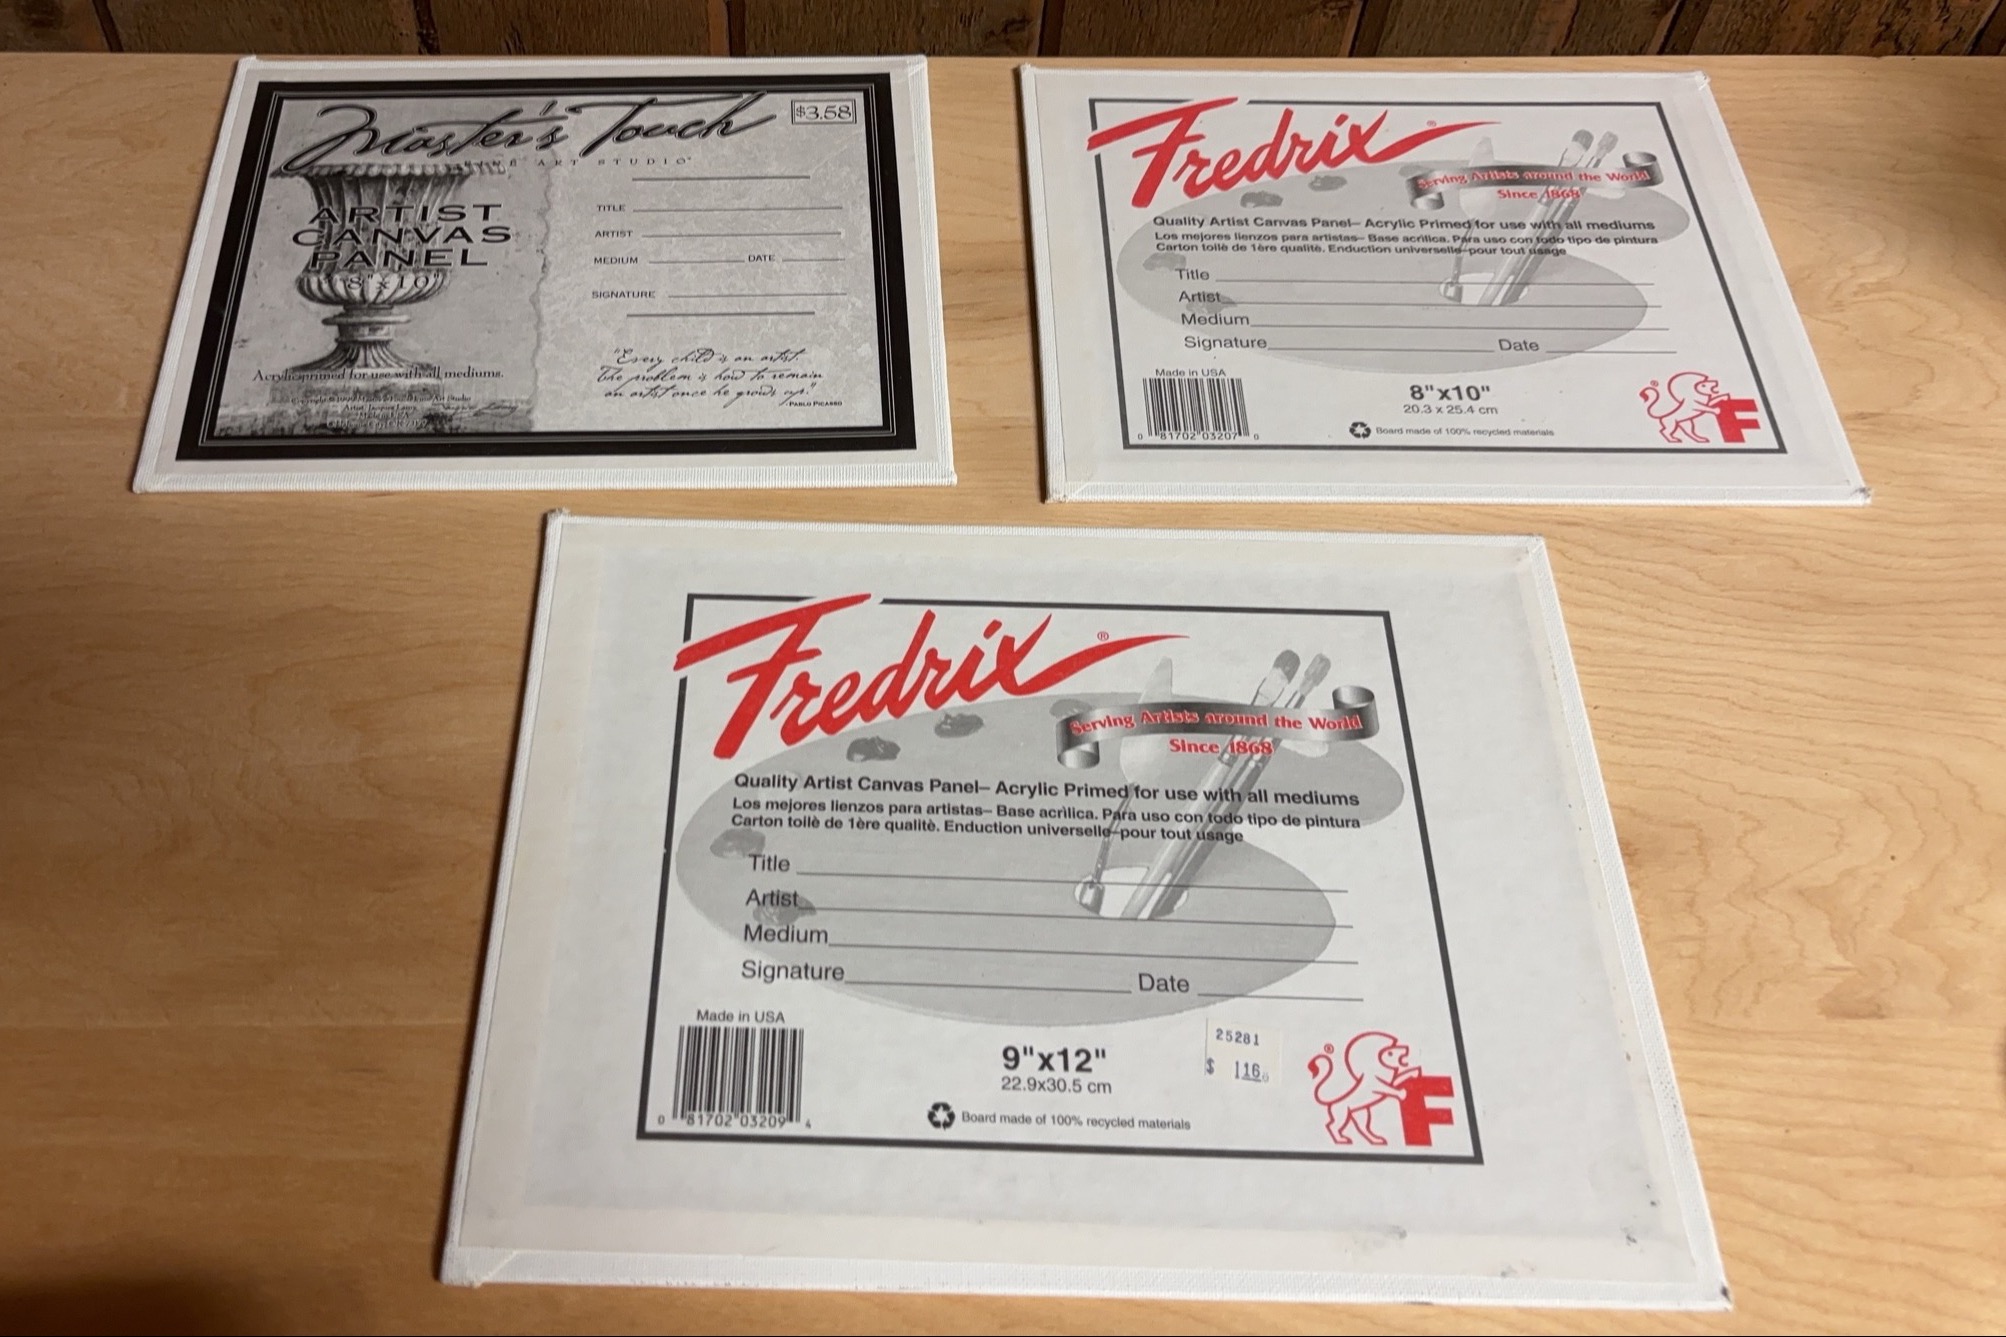 Master's Touch
FINE ART STUDIO
$3.58
ARTIST
CANVAS
PANEL
8"x10"
TITLE
ARTIST
MEDIUM DATE
SIGNATURE
Acrylic primed for use with all mediums.
"Every child is an artist.
The problem is how to remain
an artist once he grows up."
-PABLO PICASSO
Fredrix®
Serving Artists around the World
Since 1868
Quality Artist Canvas Panel– Acrylic Primed for use with all mediums
Los mejores lienzos para artistas– Base acrìlica. Para uso con todo tipo de pintura
Carton toilè de 1ère qualitè. Enduction universelle–pour tout usage
Title
Artist
Medium
Signature Date
Made in USA
0 81702 03207 0
8"x10"
20.3 x 25.4 cm
Board made of 100% recycled materials
® F
Fredrix®
Serving Artists around the World
Since 1868
Quality Artist Canvas Panel– Acrylic Primed for use with all mediums
Los mejores lienzos para artistas– Base acrìlica. Para uso con todo tipo de pintura
Carton toilè de 1ère qualitè. Enduction universelle–pour tout usage
Title
Artist
Medium
Signature Date
Made in USA
0 81702 03209 4
9"x12"
22.9x30.5 cm
Board made of 100% recycled materials
25281
$ 116
® F